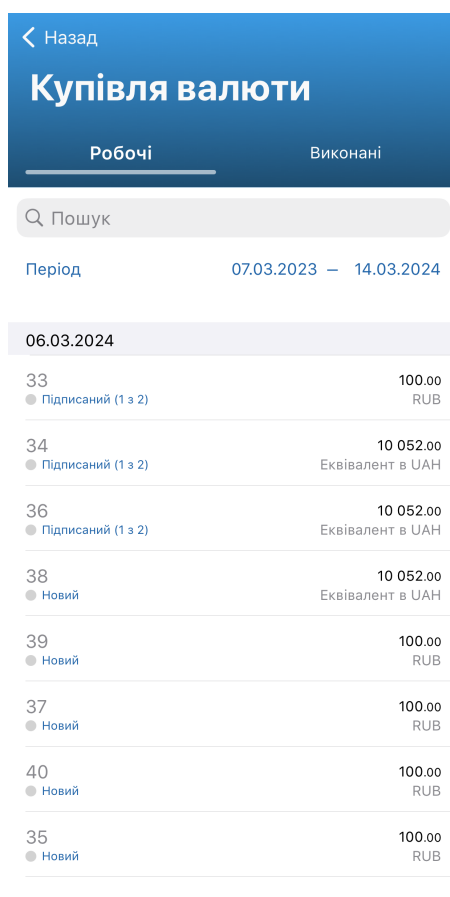 Назад
Купівля валюти
Робочі Виконані
Пошук
Період 07.03.2023 – 14.03.2024
06.03.2024
33 100.00
Підписаний (1 з 2) RUB
34 10 052.00
Підписаний (1 з 2) Еквівалент в UAH
36 10 052.00
Підписаний (1 з 2) Еквівалент в UAH
38 10 052.00
Новий Еквівалент в UAH
39 100.00
Новий RUB
37 100.00
Новий RUB
40 100.00
Новий RUB
35 100.00
Новий RUB